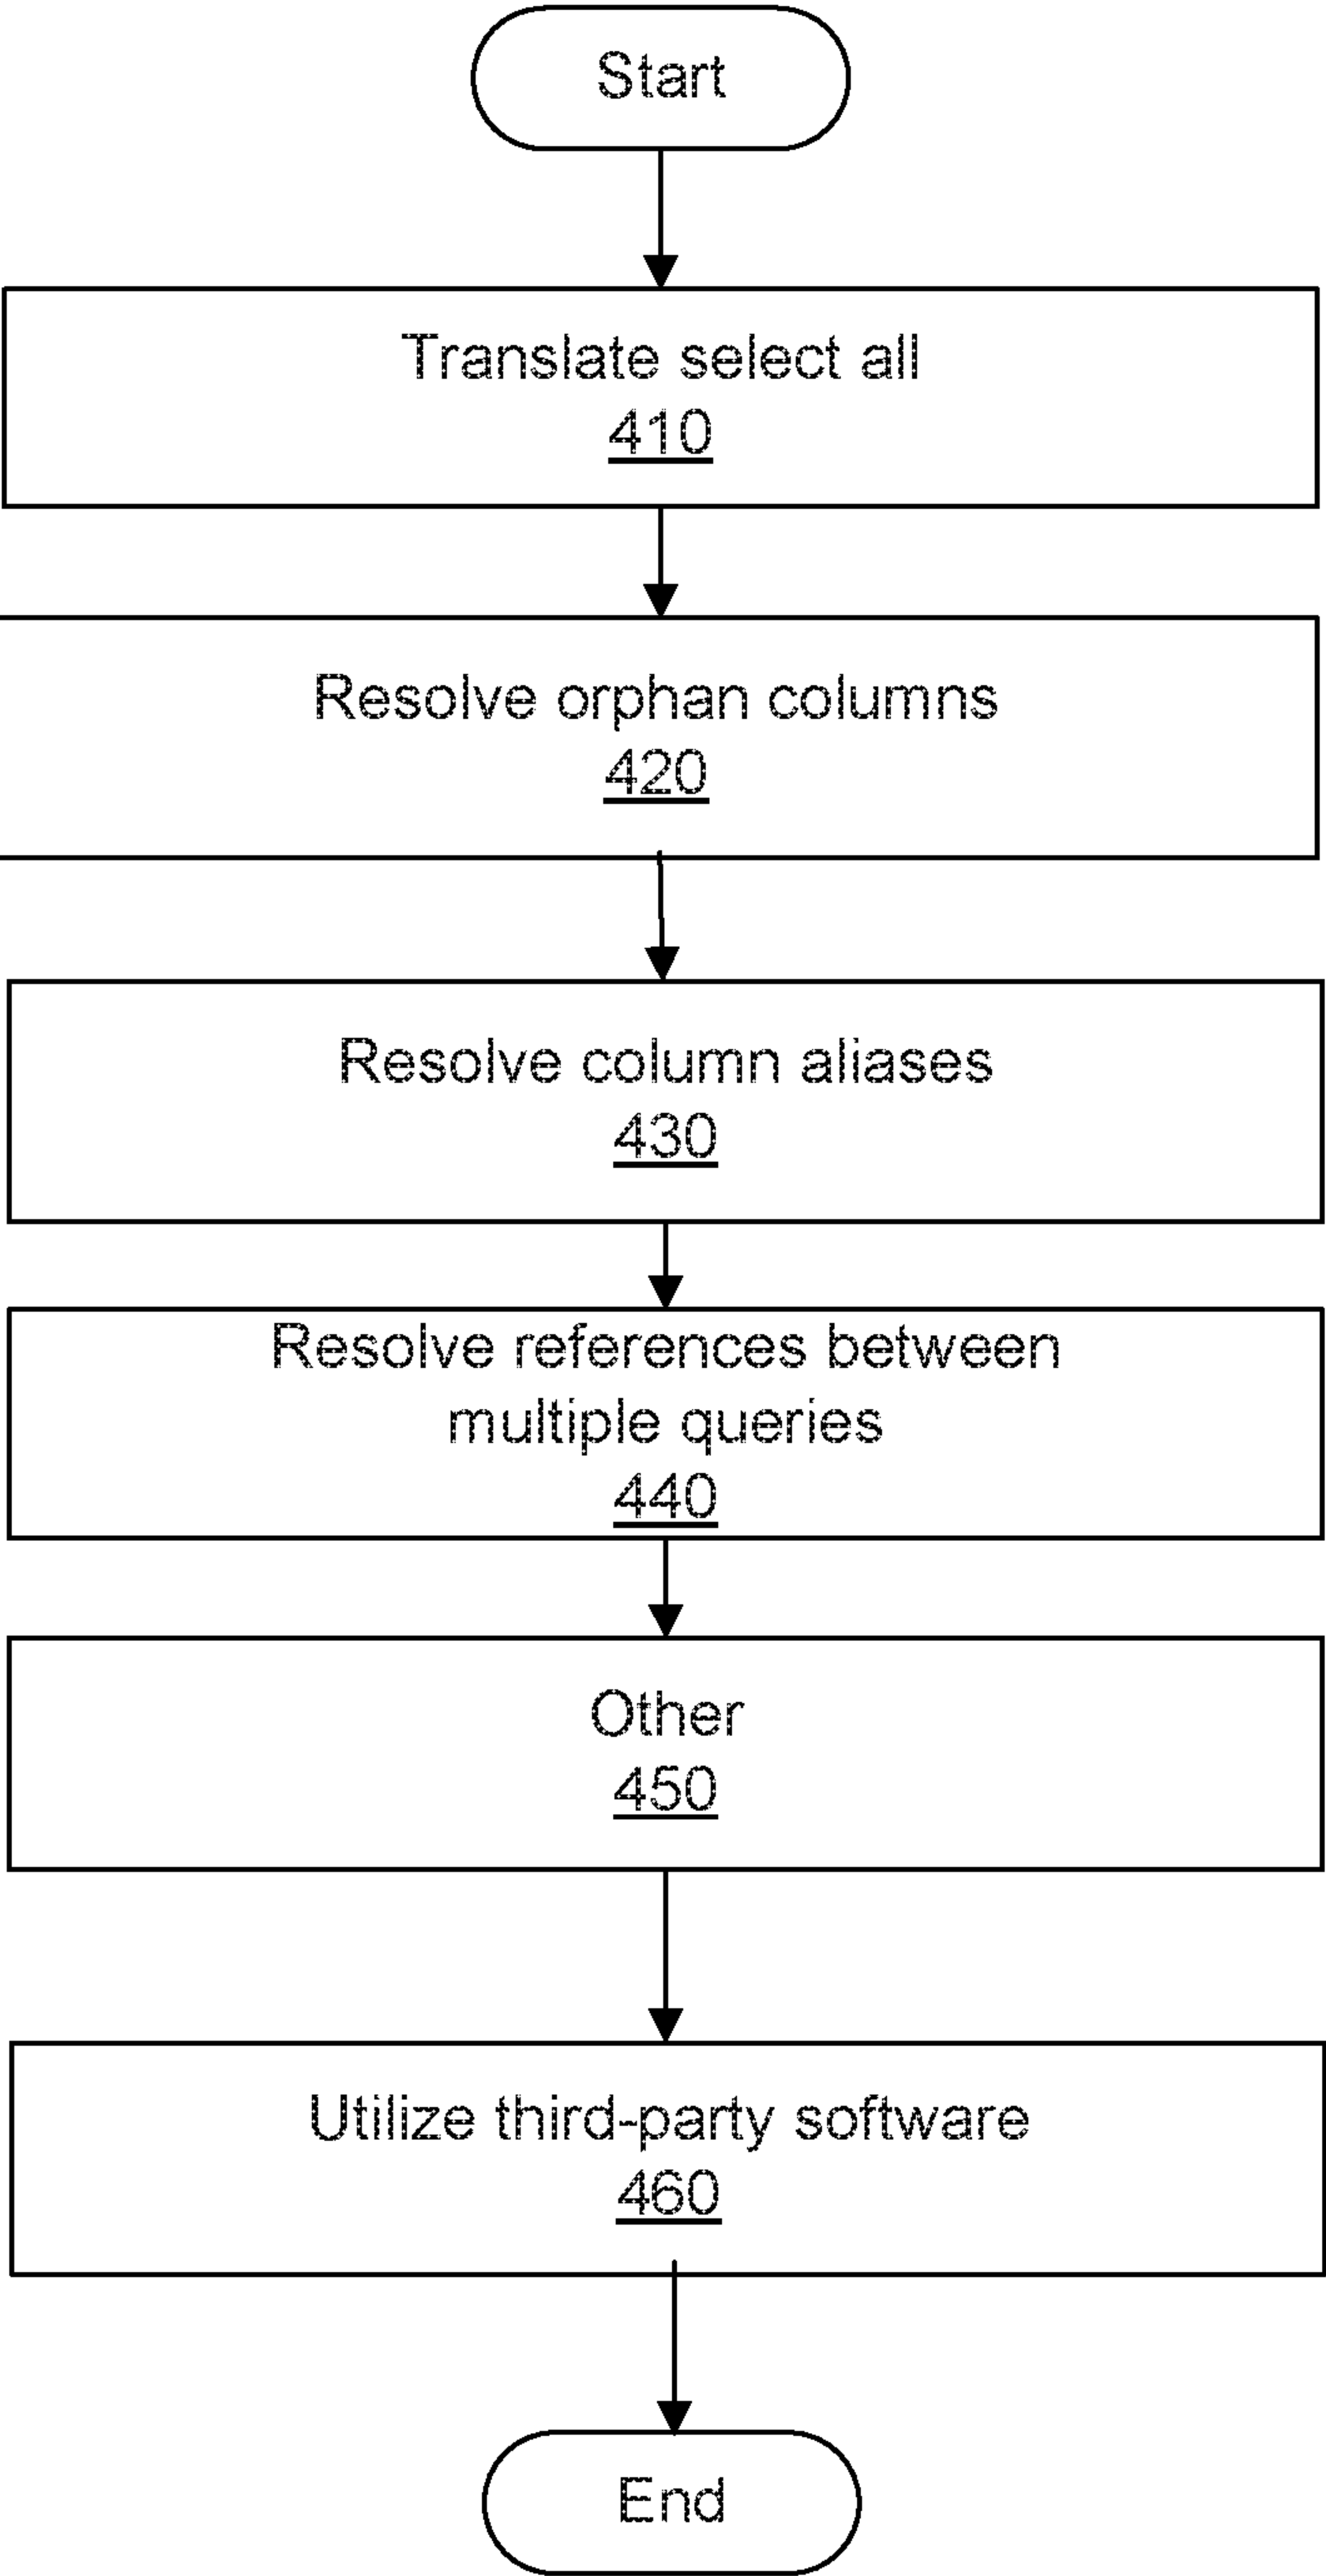 Start
Translate select all
410
Resolve orphan columns
420
Resolve column aliases
430
Resolve references between
multiple queries
440
Other
450
Utilize third-party software
460
End